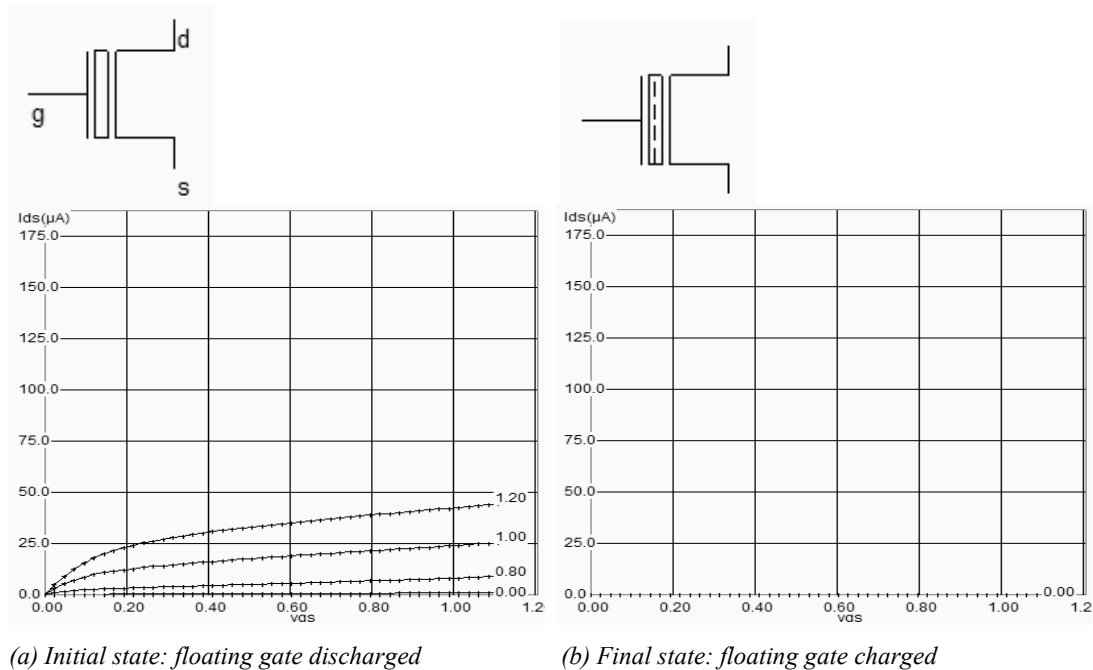 d
g
s
Ids(µA)
175.0
150.0
125.0
100.0
75.0
50.0
25.0
0.0
1.20
1.00
0.80
0.00
0.00 0.20 0.40 0.60 0.80 1.00 1.2
vds
(a) Initial state: floating gate discharged
Ids(µA)
175.0
150.0
125.0
100.0
75.0
50.0
25.0
0.0
0.00
0.00 0.20 0.40 0.60 0.80 1.00 1.2
vds
(b) Final state: floating gate charged